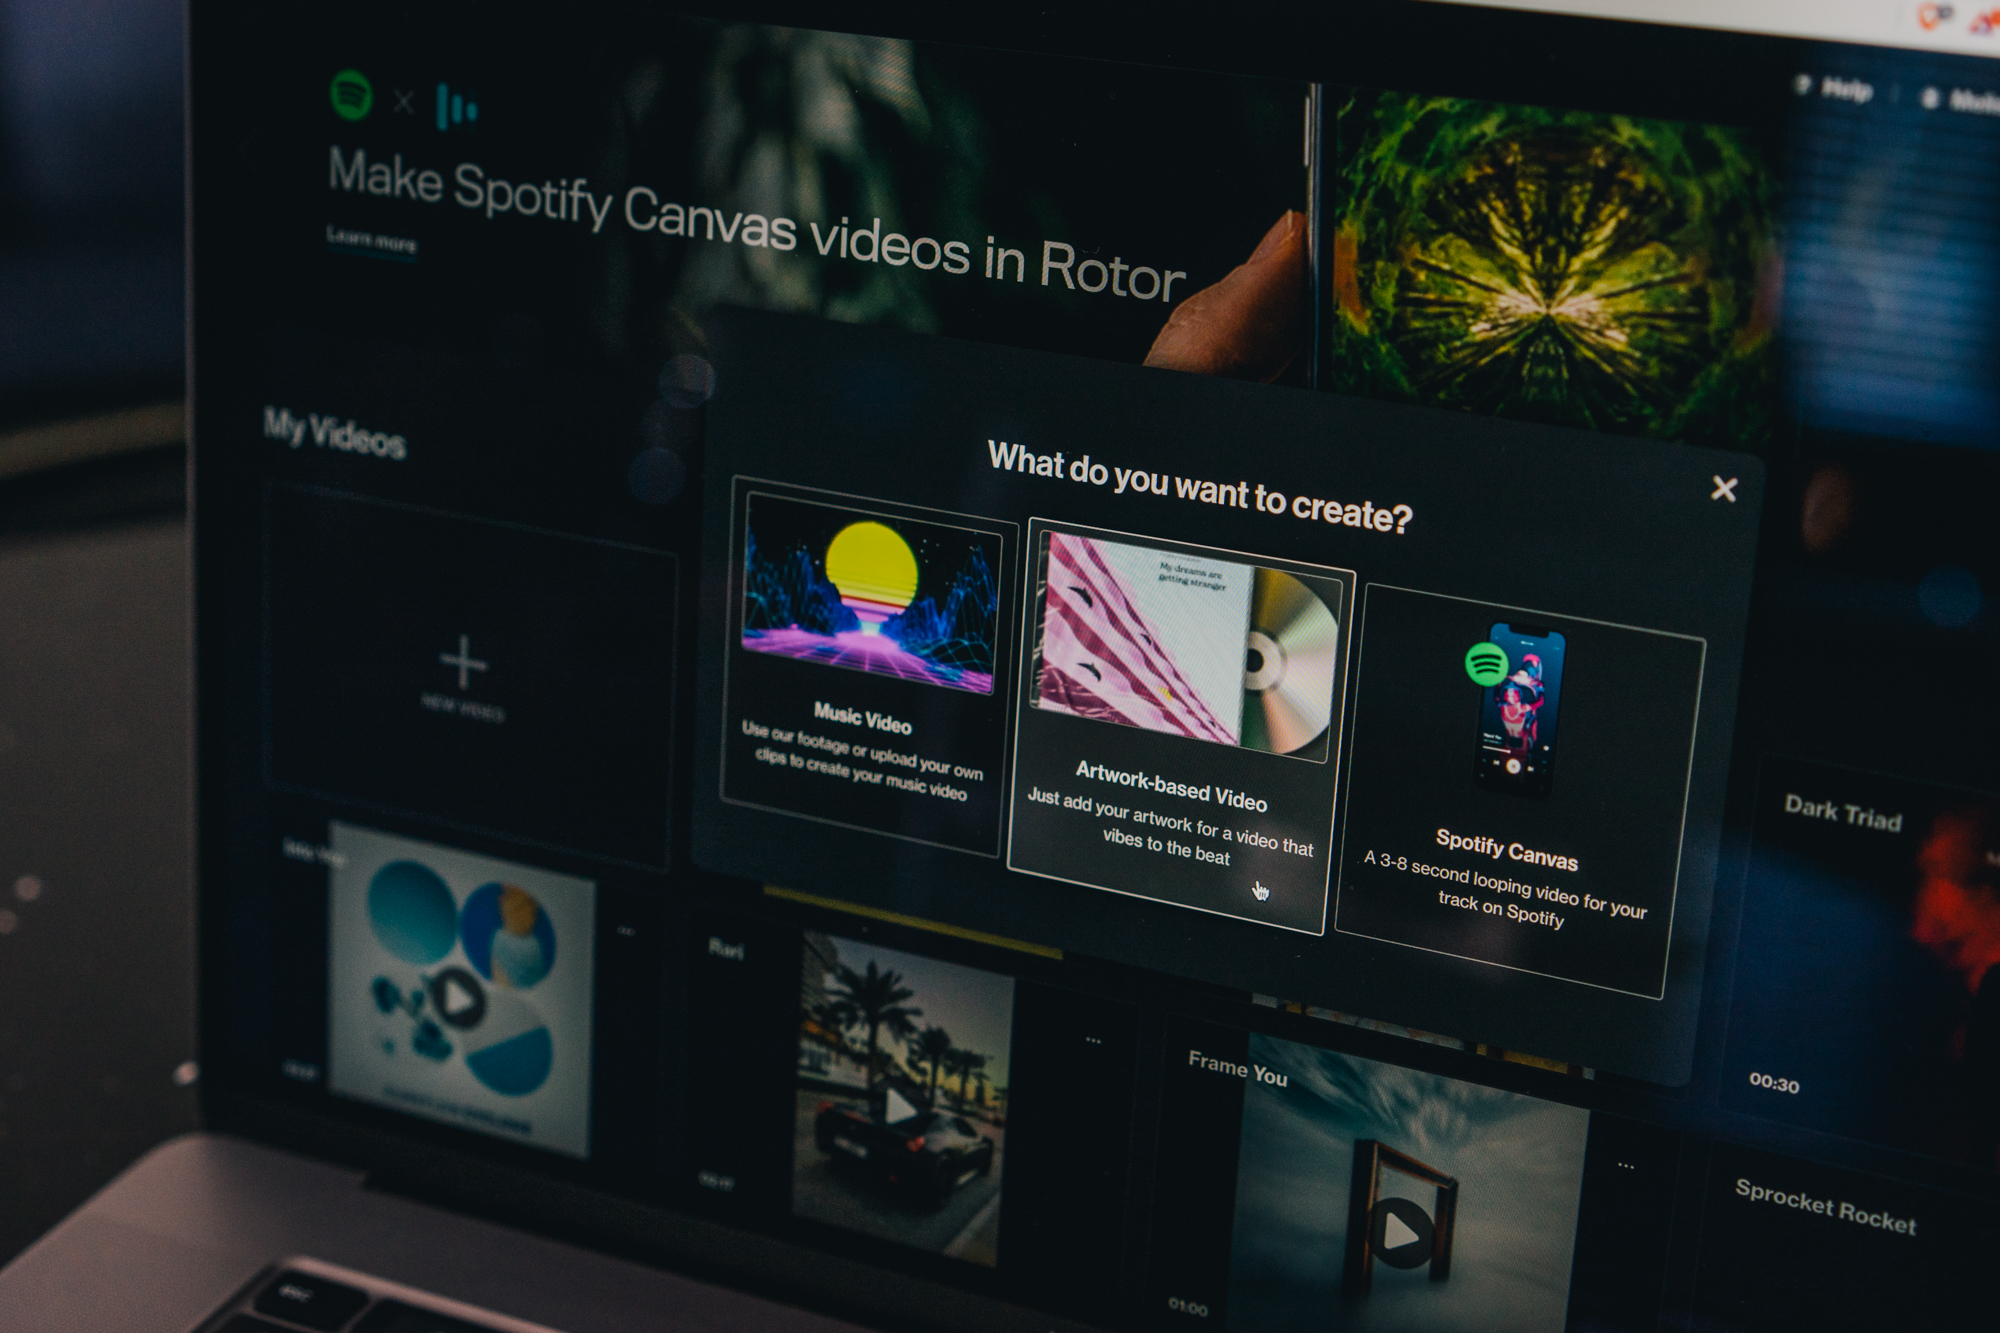 Help
Make Spotify Canvas videos in Rotor
Learn more
My Videos
NEW VIDEO
What do you want to create?
My dreams are
getting stranger
Music Video
Use our footage or upload your own
clips to create your music video
Artwork-based Video
Just add your artwork for a video that
vibes to the beat
Spotify Canvas
A 3-8 second looping video for your
track on Spotify
Dark Triad
00:30
Rari
Frame You
01:00
Sprocket Rocket
esc